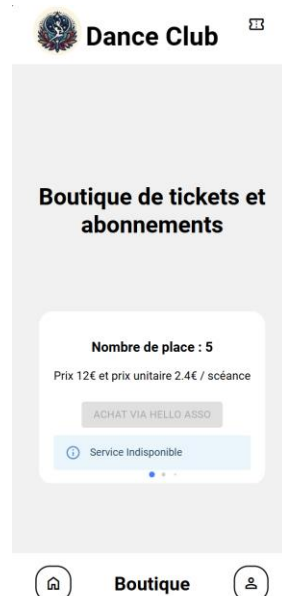 Dance Club
Boutique de tickets et
abonnements
Nombre de place : 5
Prix 12€ et prix unitaire 2.4€ / scéance
ACHAT VIA HELLO ASSO
Service Indisponible
Boutique